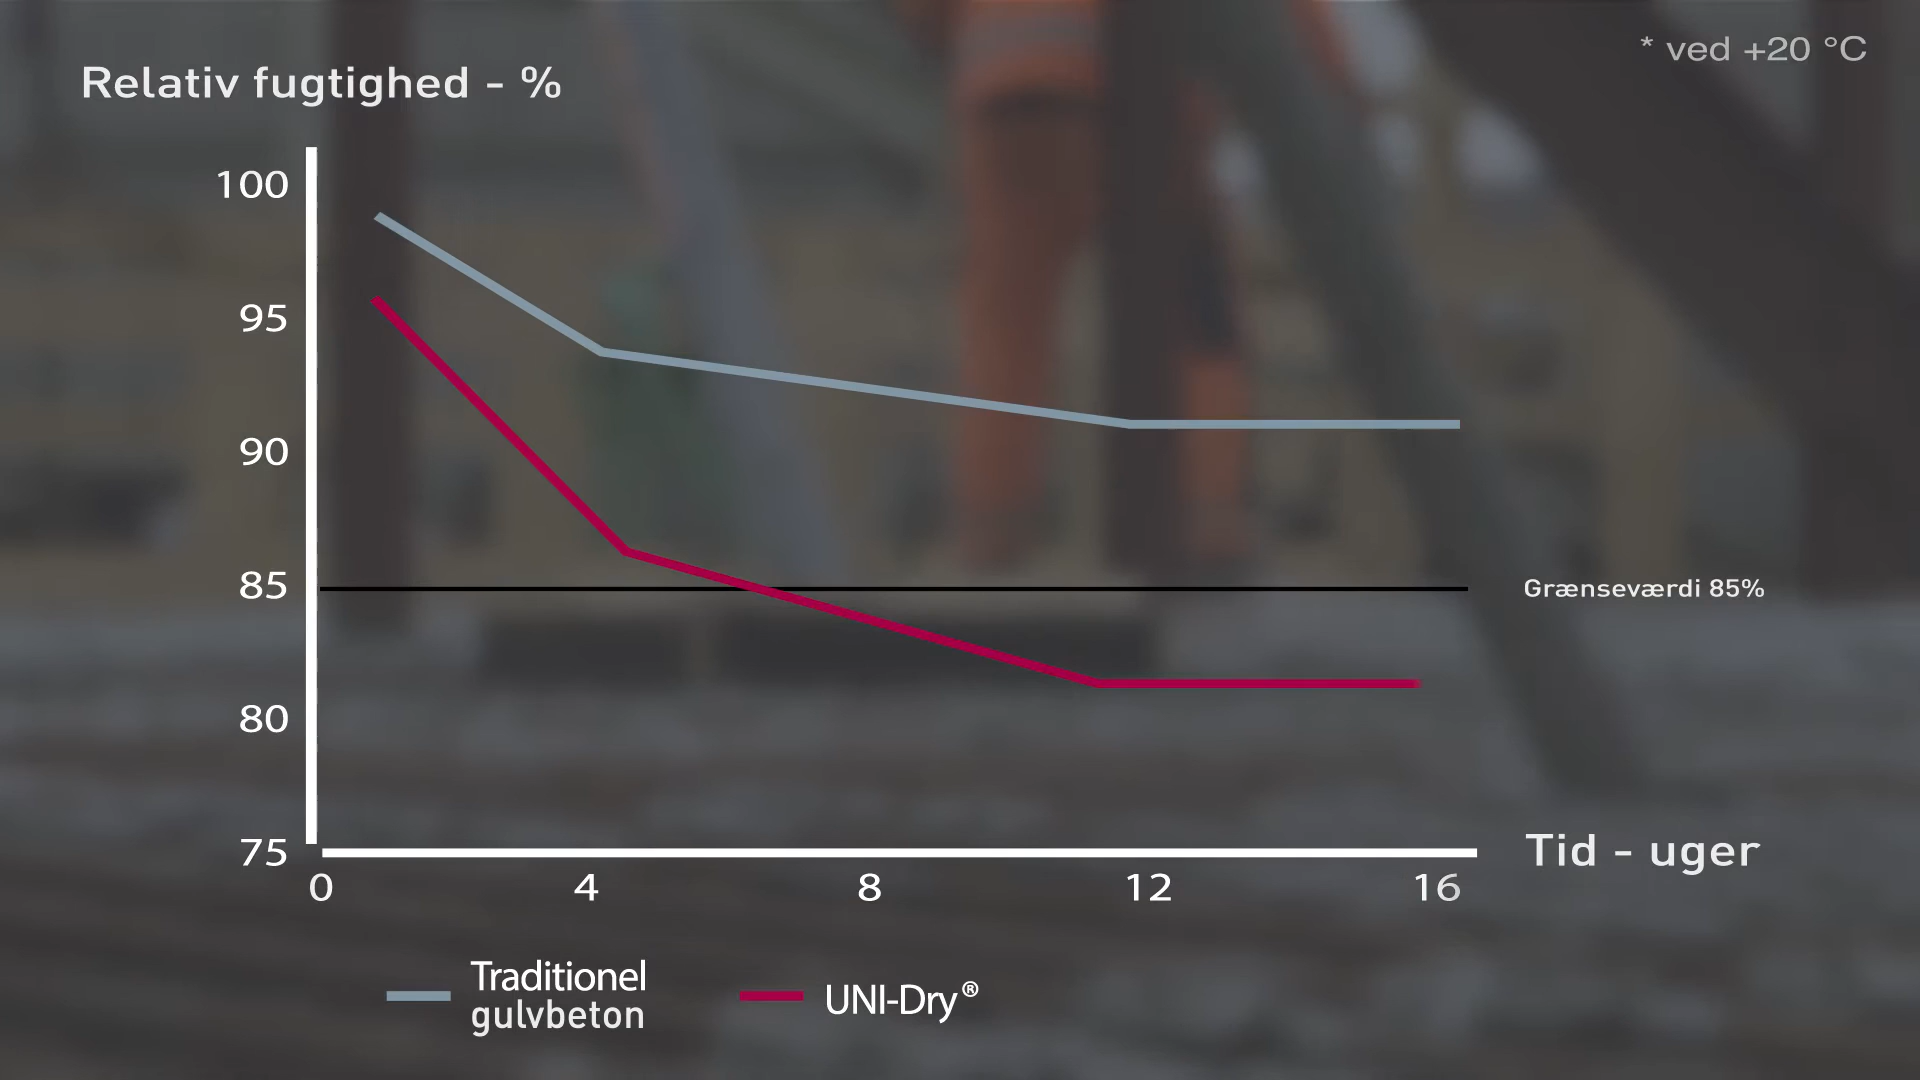 * ved +20 °C
Relativ fugtighed - %
100
95
90
85
Grænseværdi 85%
80
75
Tid - uger
0 4 8 12 16
Traditionel
gulvbeton
UNI-Dry®